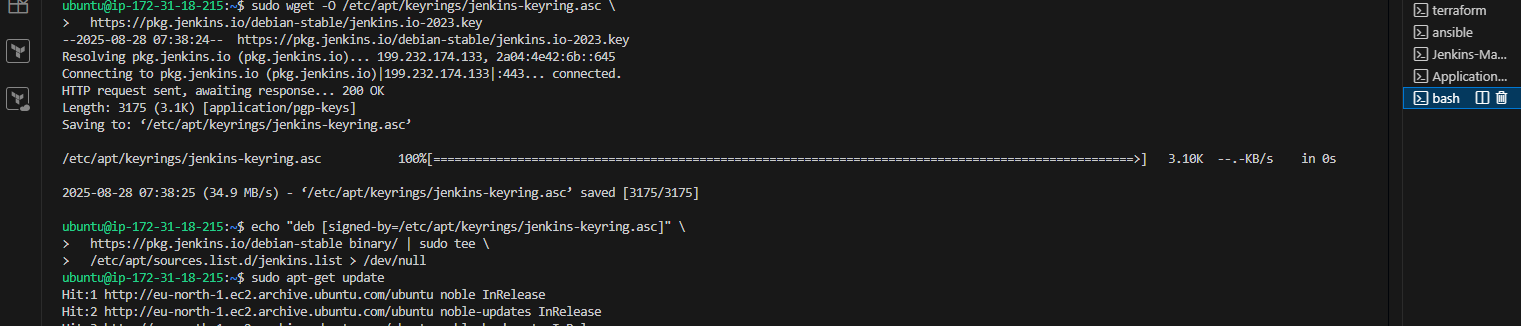 ubuntu@ip-172-31-18-215:~$ sudo wget -O /etc/apt/keyrings/jenkins-keyring.asc \
>   https://pkg.jenkins.io/debian-stable/jenkins.io-2023.key
--2025-08-28 07:38:24--  https://pkg.jenkins.io/debian-stable/jenkins.io-2023.key
Resolving pkg.jenkins.io (pkg.jenkins.io)... 199.232.174.133, 2a04:4e42:6b::645
Connecting to pkg.jenkins.io (pkg.jenkins.io)|199.232.174.133|:443... connected.
HTTP request sent, awaiting response... 200 OK
Length: 3175 (3.1K) [application/pgp-keys]
Saving to: ‘/etc/apt/keyrings/jenkins-keyring.asc’
/etc/apt/keyrings/jenkins-keyring.asc 100%[====================================================================================================>] 3.10K --.-KB/s in 0s
2025-08-28 07:38:25 (34.9 MB/s) - ‘/etc/apt/keyrings/jenkins-keyring.asc’ saved [3175/3175]
ubuntu@ip-172-31-18-215:~$ echo "deb [signed-by=/etc/apt/keyrings/jenkins-keyring.asc]" \
>   https://pkg.jenkins.io/debian-stable binary/ | sudo tee \
>   /etc/apt/sources.list.d/jenkins.list > /dev/null
ubuntu@ip-172-31-18-215:~$ sudo apt-get update
Hit:1 http://eu-north-1.ec2.archive.ubuntu.com/ubuntu noble InRelease
Hit:2 http://eu-north-1.ec2.archive.ubuntu.com/ubuntu noble-updates InRelease
terraform
ansible
Jenkins-Ma...
Application...
bash